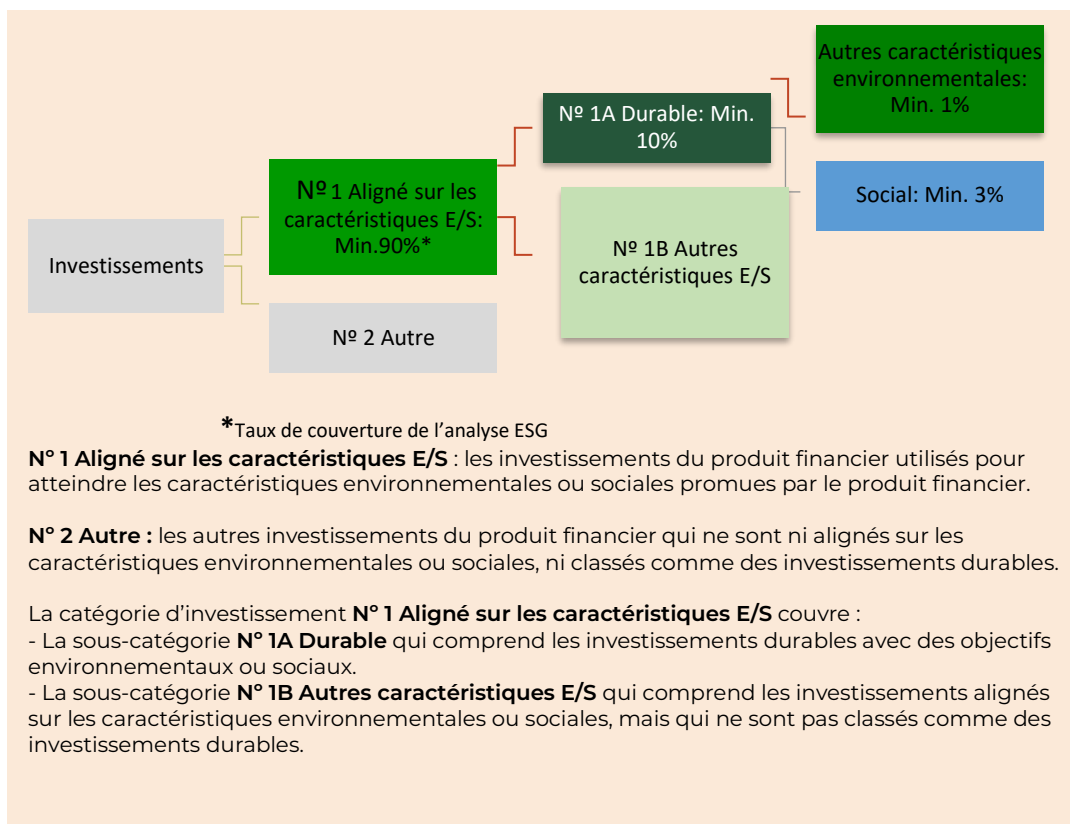 Investissements
Nº 1 Aligné sur les
caractéristiques E/S:
Min.90%*
Nº 2 Autre
Nº 1A Durable: Min.
10%
Nº 1B Autres
caractéristiques E/S
Autres caractéristiques
environnementales:
Min. 1%
Social: Min. 3%
*Taux de couverture de l’analyse ESG
Nº 1 Aligné sur les caractéristiques E/S : les investissements du produit financier utilisés pour
atteindre les caractéristiques environnementales ou sociales promues par le produit financier.
Nº 2 Autre : les autres investissements du produit financier qui ne sont ni alignés sur les
caractéristiques environnementales ou sociales, ni classés comme des investissements durables.
La catégorie d’investissement Nº 1 Aligné sur les caractéristiques E/S couvre :
- La sous-catégorie Nº 1A Durable qui comprend les investissements durables avec des objectifs
environnementaux ou sociaux.
- La sous-catégorie Nº 1B Autres caractéristiques E/S qui comprend les investissements alignés
sur les caractéristiques environnementales ou sociales, mais qui ne sont pas classés comme des
investissements durables.